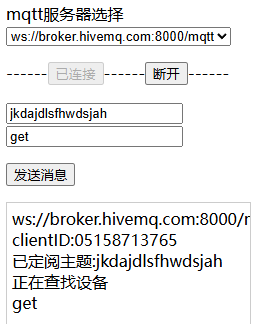 mqtt服务器选择
ws://broker.hivemq.com:8000/mqtt
------已连接------断开------
jkdajdlsfhwdsjah
get
发送消息
ws://broker.hivemq.com:8000/m
clientID:05158713765
已定阅主题:jkdajdlsfhwdsjah
正在查找设备
get